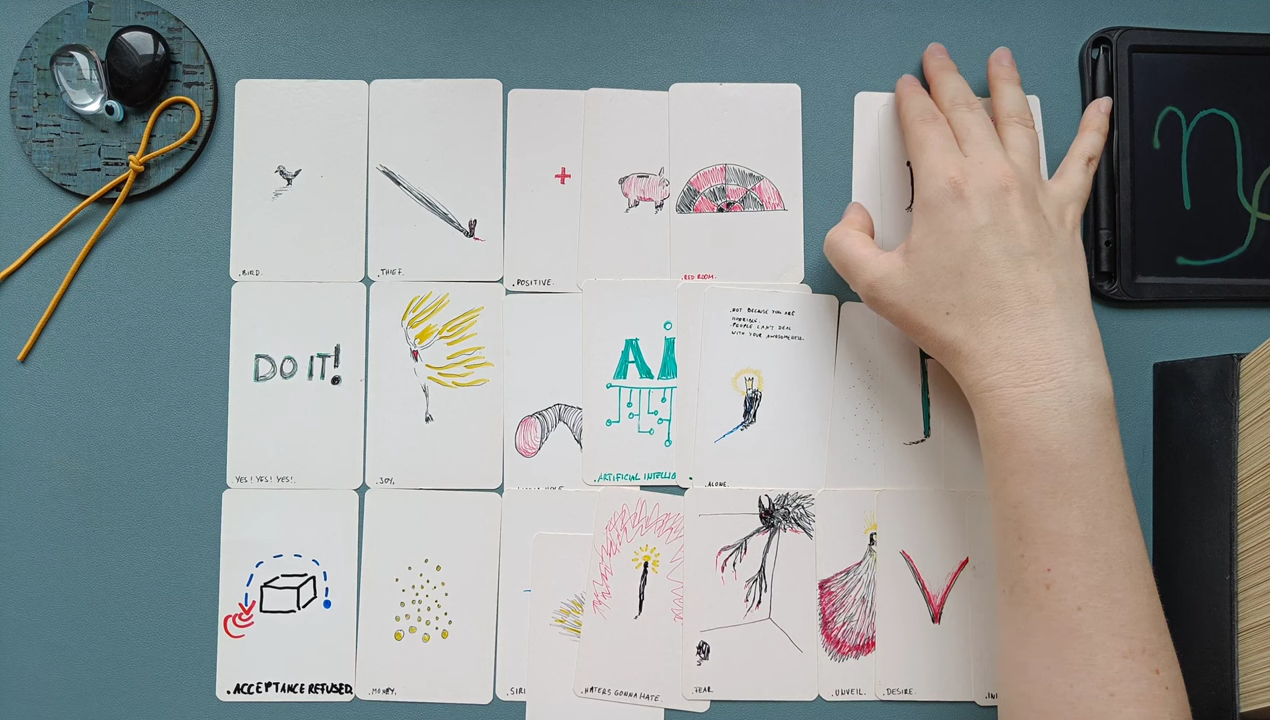 .BIRD.
.THIEF.
.POSITIVE.
.RED ROOM.
DO IT!
YES! YES! YES!.
.JOY.
AI
.ARTIFICIAL INTELLIG
.NOT BECAUSE YOU ARE
HORRIBLE.
.PEOPLE CAN'T DEAL
WITH YOUR AWESOMENESS.
.ALONE.
.ACCEPTANCE REFUSED.
.MONEY.
.HATERS GONNA HATE.
.FEAR.
.UNVEIL.
.DESIRE.